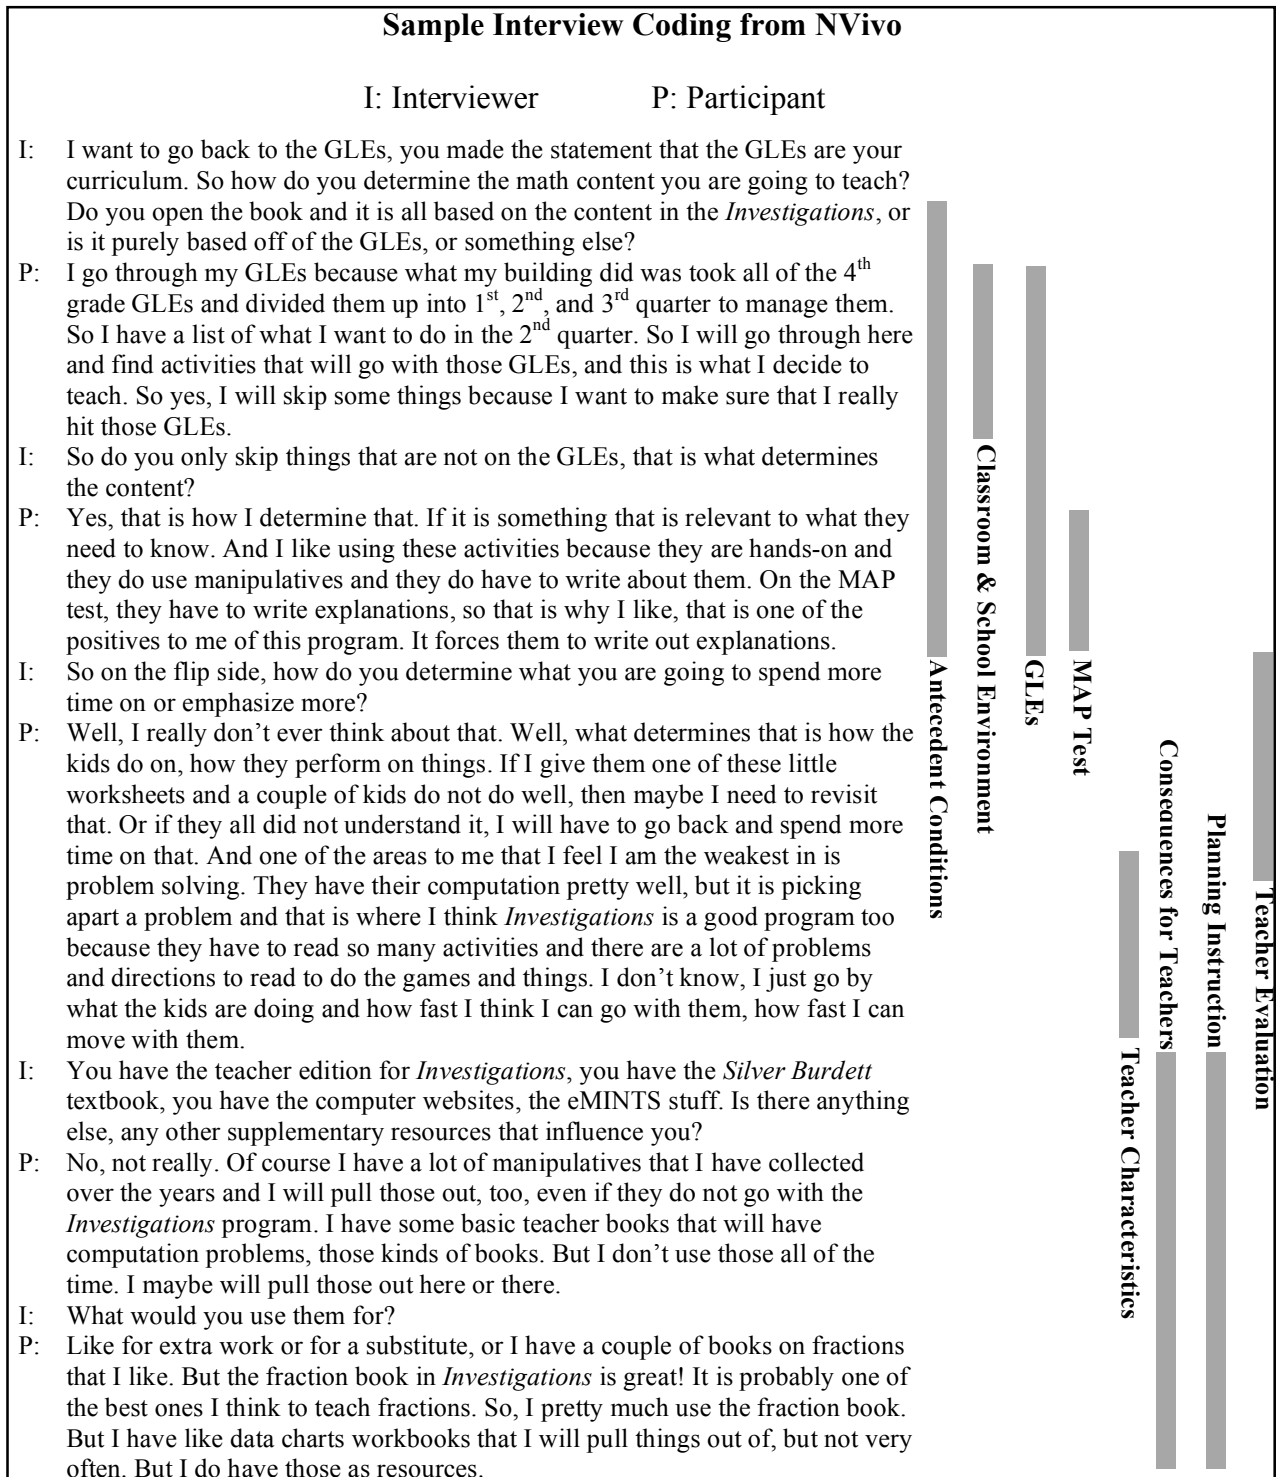 Sample Interview Coding from NVivo
I: Interviewer P: Participant
I: I want to go back to the GLEs, you made the statement that the GLEs are your
curriculum. So how do you determine the math content you are going to teach?
Do you open the book and it is all based on the content in the Investigations, or
is it purely based off of the GLEs, or something else?
P: I go through my GLEs because what my building did was took all of the 4th
grade GLEs and divided them up into 1st, 2nd, and 3rd quarter to manage them.
So I have a list of what I want to do in the 2nd quarter. So I will go through here
and find activities that will go with those GLEs, and this is what I decide to
teach. So yes, I will skip some things because I want to make sure that I really
hit those GLEs.
I: So do you only skip things that are not on the GLEs, that is what determines
the content?
P: Yes, that is how I determine that. If it is something that is relevant to what they
need to know. And I like using these activities because they are hands-on and
they do use manipulatives and they do have to write about them. On the MAP
test, they have to write explanations, so that is why I like, that is one of the
positives to me of this program. It forces them to write out explanations.
I: So on the flip side, how do you determine what you are going to spend more
time on or emphasize more?
P: Well, I really don't ever think about that. Well, what determines that is how the
kids do on, how they perform on things. If I give them one of these little
worksheets and a couple of kids do not do well, then maybe I need to revisit
that. Or if they all did not understand it, I will have to go back and spend more
time on that. And one of the areas to me that I feel I am the weakest in is
problem solving. They have their computation pretty well, but it is picking
apart a problem and that is where I think Investigations is a good program too
because they have to read so many activities and there are a lot of problems
and directions to read to do the games and things. I don't know, I just go by
what the kids are doing and how fast I think I can go with them, how fast I can
move with them.
I: You have the teacher edition for Investigations, you have the Silver Burdett
textbook, you have the computer websites, the eMINTS stuff. Is there anything
else, any other supplementary resources that influence you?
P: No, not really. Of course I have a lot of manipulatives that I have collected
over the years and I will pull those out, too, even if they do not go with the
Investigations program. I have some basic teacher books that will have
computation problems, those kinds of books. But I don't use those all of the
time. I maybe will pull those out here or there.
I: What would you use them for?
P: Like for extra work or for a substitute, or I have a couple of books on fractions
that I like. But the fraction book in Investigations is great! It is probably one of
the best ones I think to teach fractions. So, I pretty much use the fraction book.
But I have like data charts workbooks that I will pull things out of, but not very
often. But I do have those as resources.
Antecedent Conditions
Classroom & School Environment
GLEs
MAP Test
Teacher Characteristics
Consequences for Teachers
Planning Instruction
Teacher Evaluation